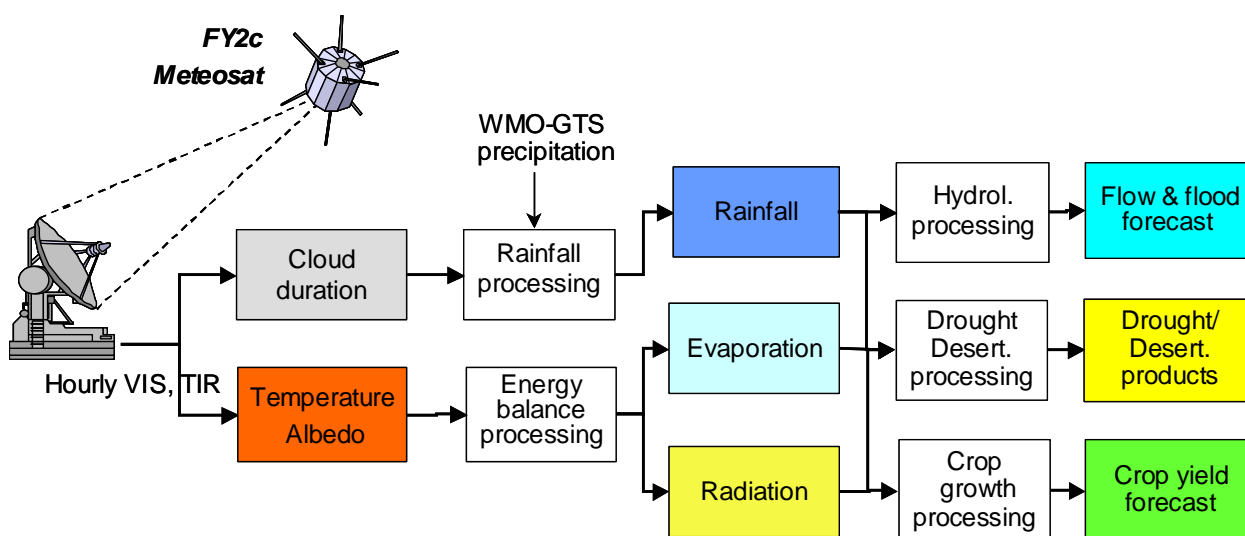 FY2c
Meteosat
WMO-GTS
precipitation
Hourly VIS, TIR
Cloud
duration
Rainfall
processing
Rainfall
Hydrol.
processing
Flow & flood
forecast
Temperature
Albedo
Energy
balance
processing
Evaporation
Drought
Desert.
processing
Drought/
Desert.
products
Radiation
Crop
growth
processing
Crop yield
forecast